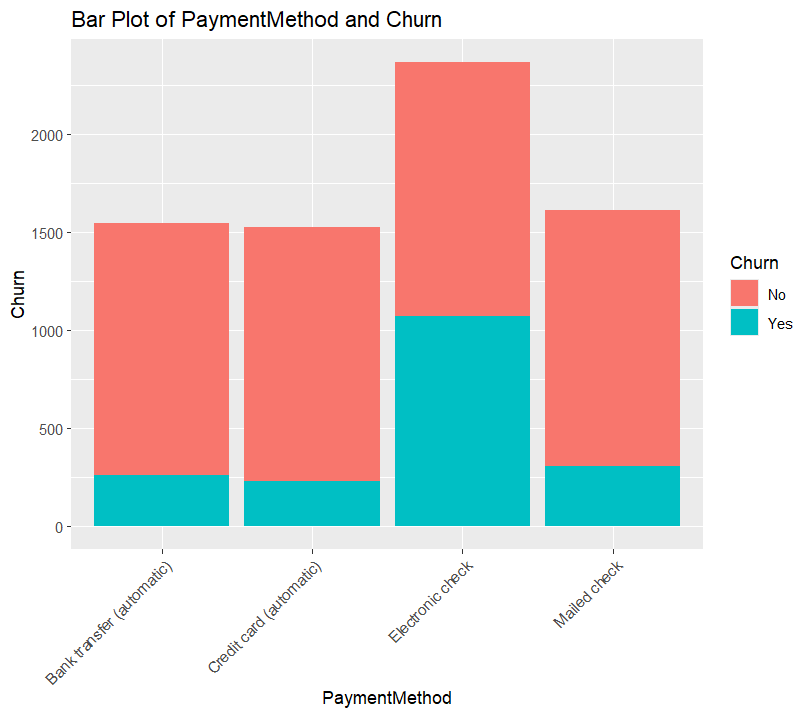 Bar Plot of PaymentMethod and Churn
Churn
2000
1500
1000
500
0
Bank transfer (automatic)
Credit card (automatic)
Electronic check
Mailed check
PaymentMethod
Churn
No
Yes